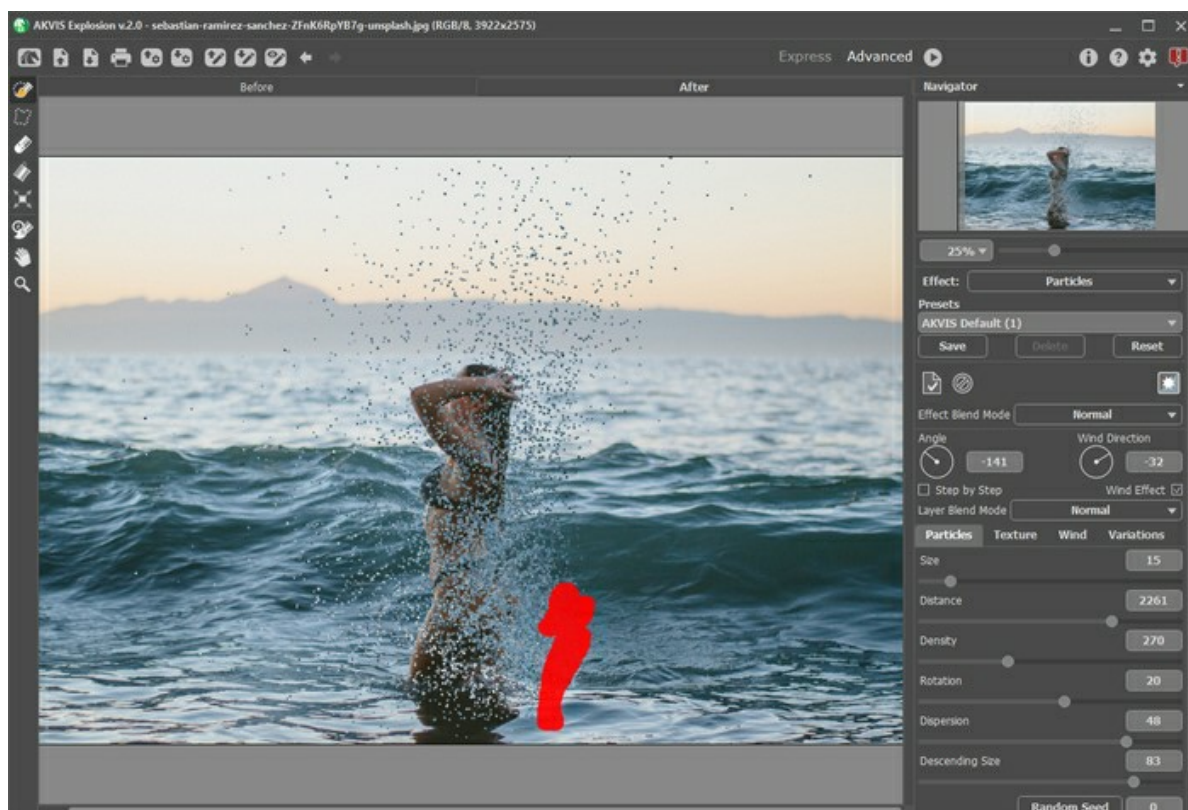 AKVIS Explosion v.2.0 - sebastian-ramirez-sanchez-ZFnK6RpYB7g-unsplash.jpg (RGB/8, 3922x2575)
Express Advanced
Before After Navigator
25%
Effect: Particles
Presets
AKVIS Default (1)
Save Delete Reset
Effect Blend Mode Normal
Angle Wind Direction
-141 -32
Step by Step Wind Effect
Layer Blend Mode Normal
Particles Texture Wind Variations
Size 15
Distance 2261
Density 270
Rotation 20
Dispersion 48
Descending Size 83
Random Seed 0